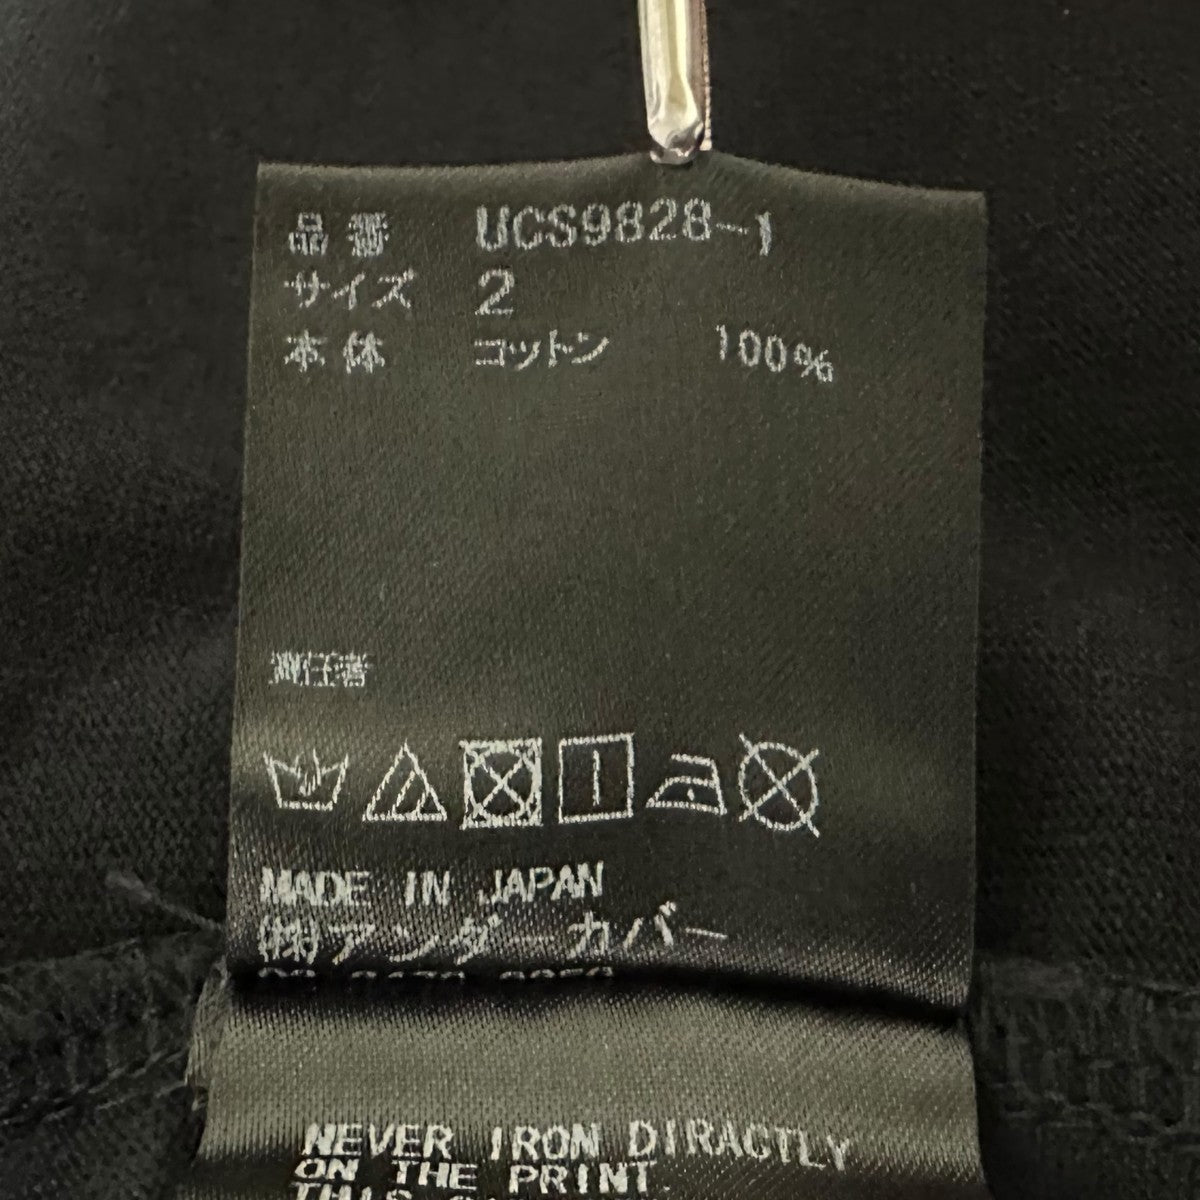 品番 UCS9828-1
サイズ 2
本体 コットン 100%
責任者
MADE IN JAPAN
(株)アンダーカバー
NEVER IRON DIRACTLY
ON THE PRINT.
THIS